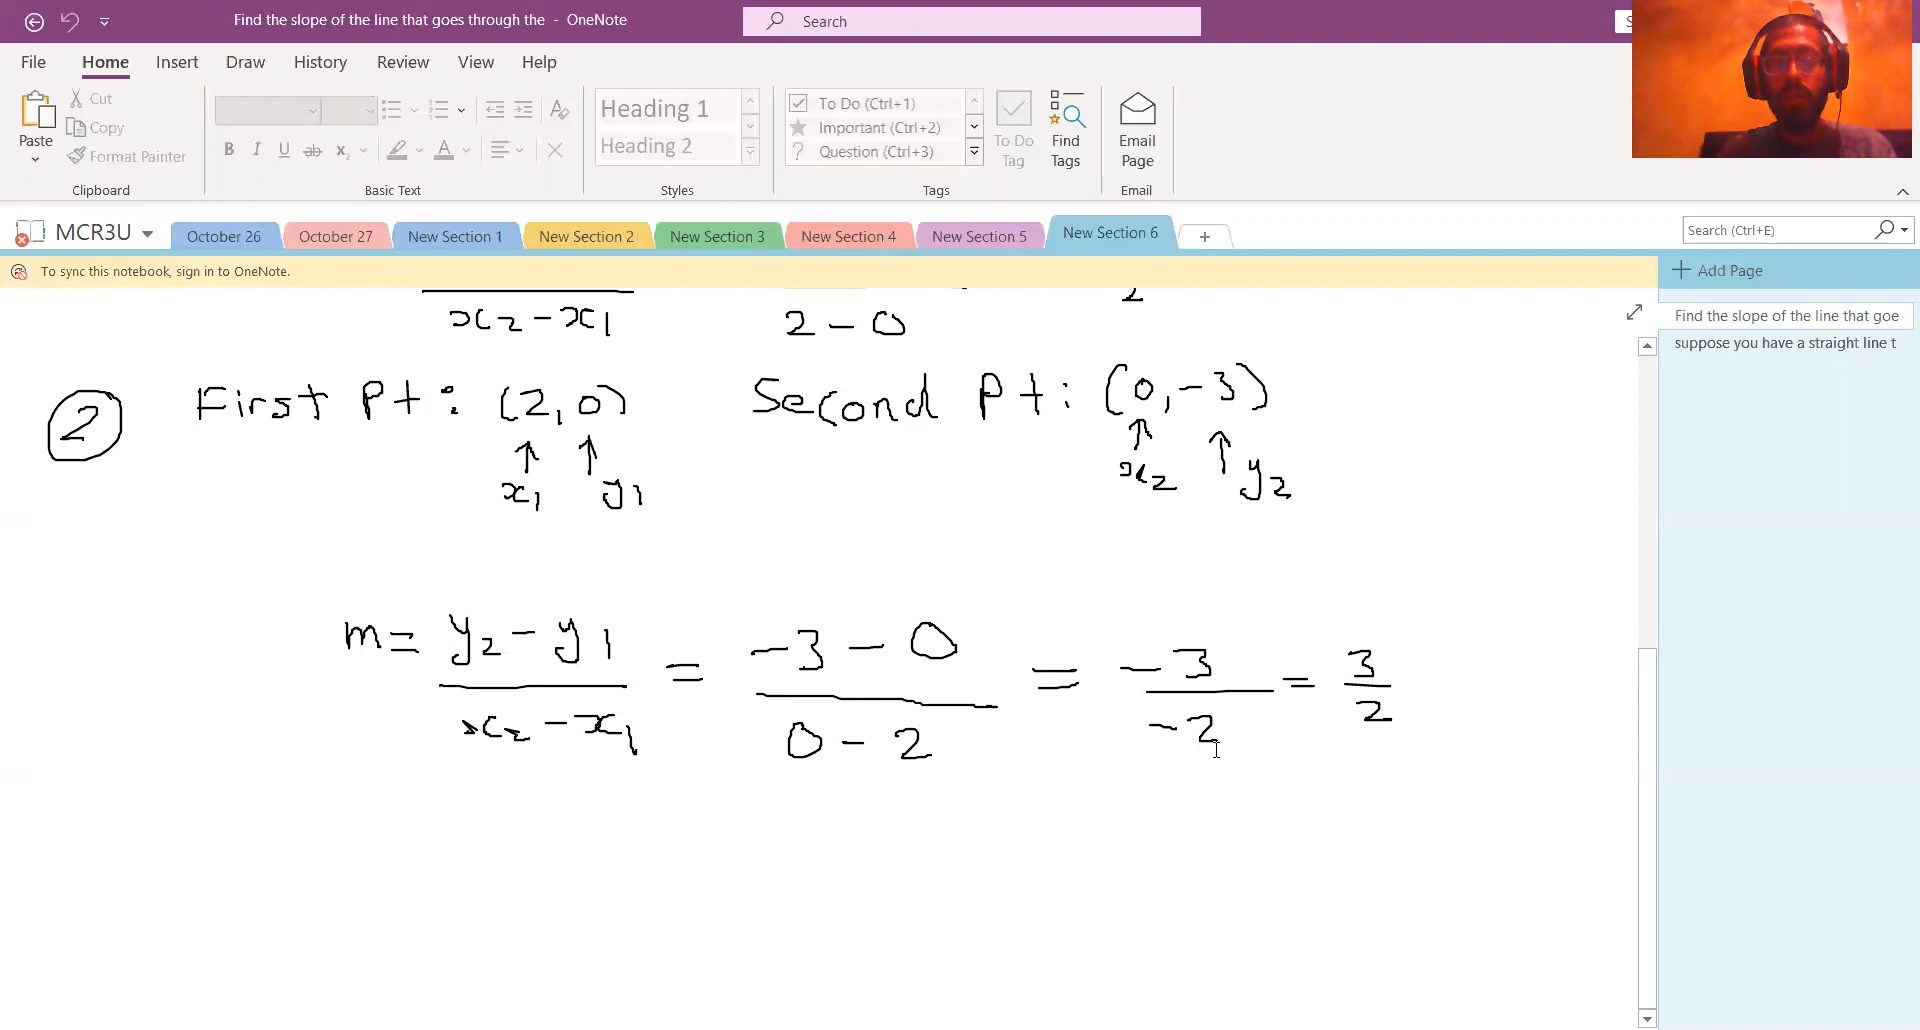 Find the slope of the line that goes through the - OneNote
Search
File Home Insert Draw History Review View Help
Paste
Cut
Copy
Format Painter
Clipboard
B I U ab x₂ A
Basic Text
Heading 1
Heading 2
Styles
To Do (Ctrl+1)
Important (Ctrl+2)
? Question (Ctrl+3)
To Do Tag
Find Tags
Tags
Email Page
Email
MCR3U
October 26 October 27 New Section 1 New Section 2 New Section 3 New Section 4 New Section 5 New Section 6 +
Search (Ctrl+E)
To sync this notebook, sign in to OneNote.
Add Page
Find the slope of the line that goe
suppose you have a straight line t
x₂ - x₁ 2 - 0 2
② First Pt: (2, 0) Second Pt: (0, -3)
↑ ↑ ↑ ↑
x₁ y₁ x₂ y₂
m = y₂ - y₁ = -3 - 0 = -3 = 3
x₂ - x₁ 0 - 2 -2 2